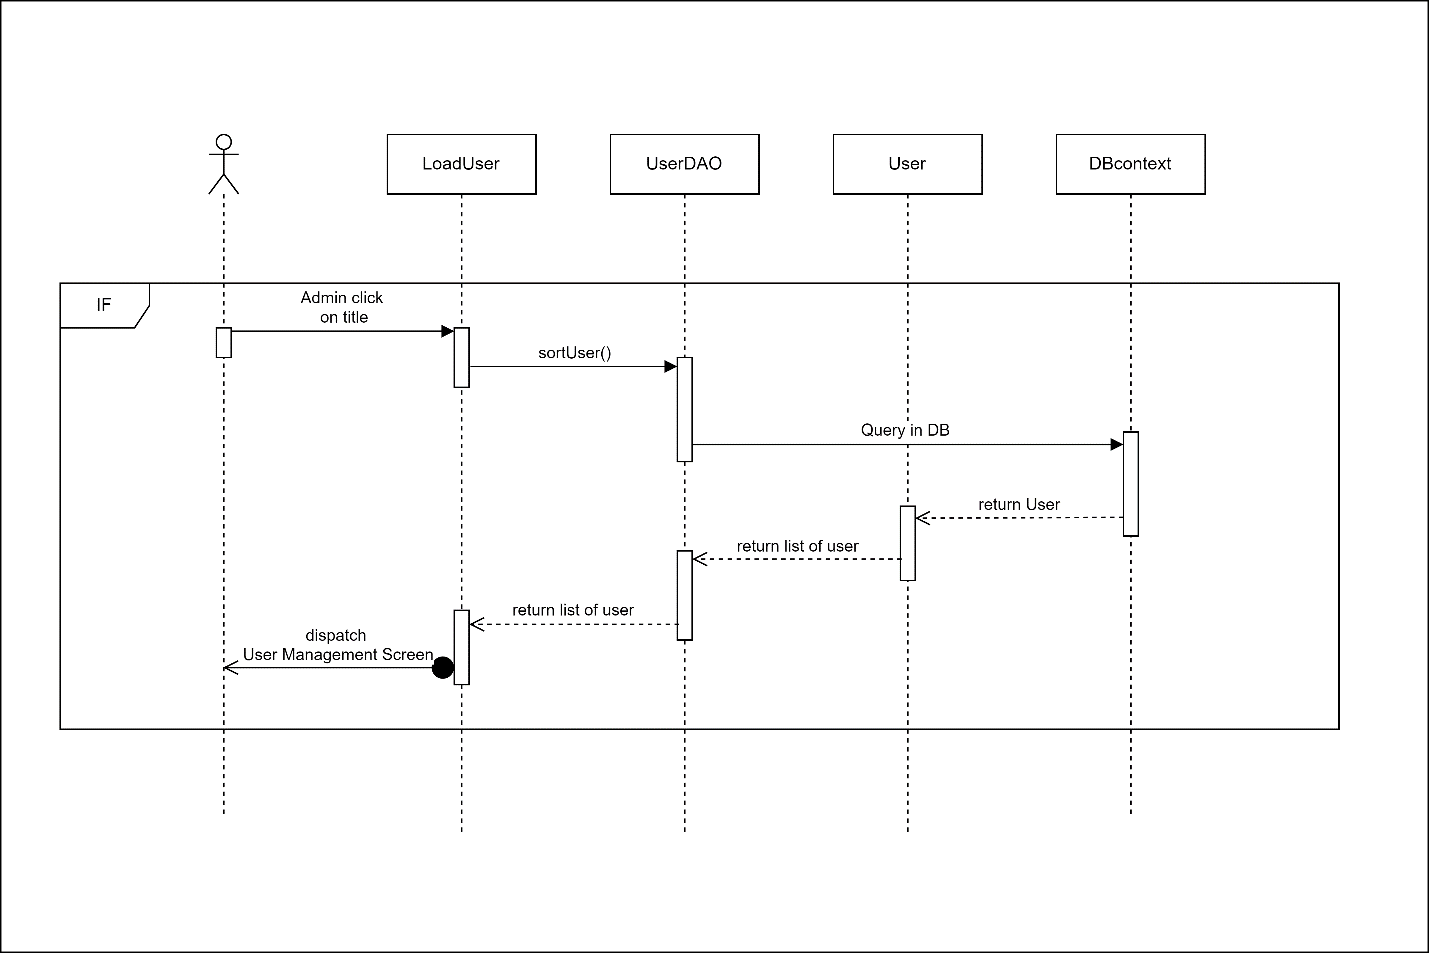 LoadUser
UserDAO
User
DBcontext
IF
Admin click
on title
sortUser()
Query in DB
return User
return list of user
return list of user
dispatch
User Management Screen